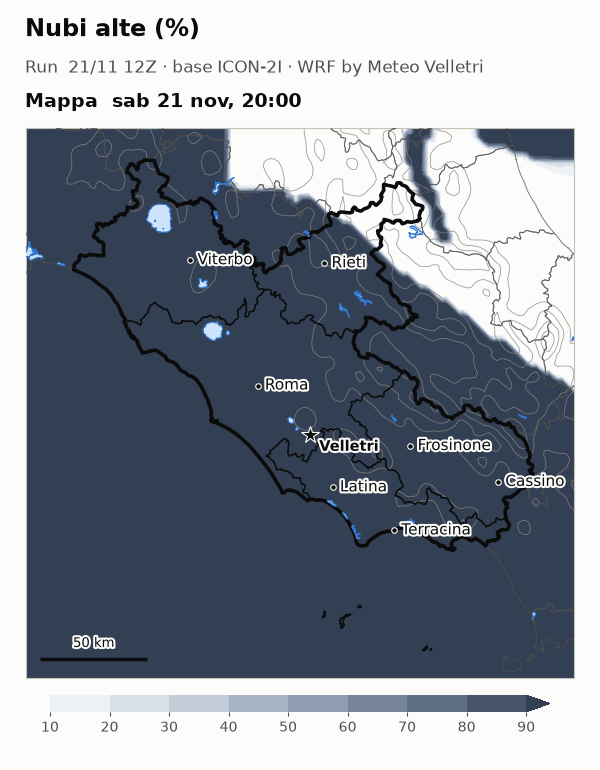 Nubi alte (%)
Run  21/11 12Z · base ICON-2I · WRF by Meteo Velletri
Mappa  sab 21 nov, 20:00
Viterbo
Rieti
Roma
Velletri
Frosinone
Latina
Cassino
Terracina
50 km
10 20 30 40 50 60 70 80 90